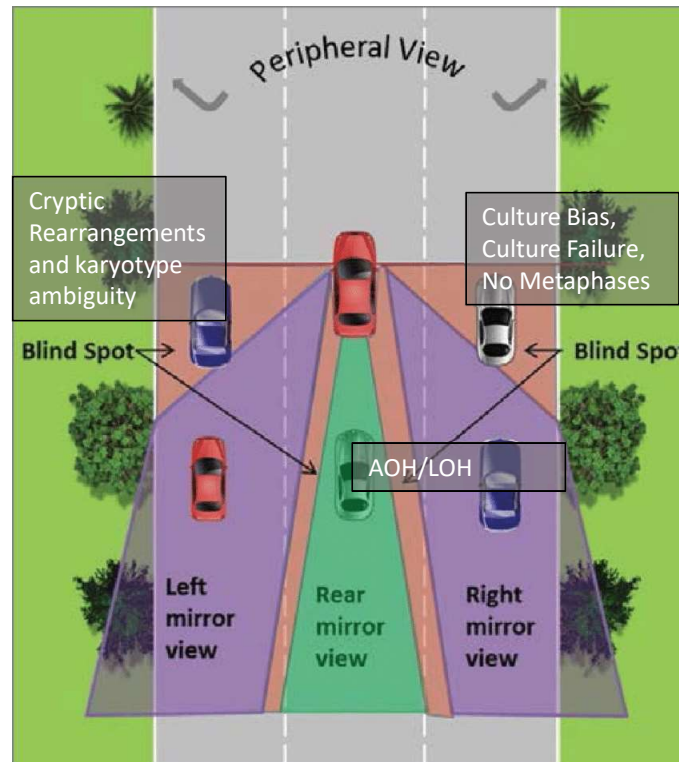 Peripheral View
Cryptic
Rearrangements
and karyotype
ambiguity
Culture Bias,
Culture Failure,
No Metaphases
Blind Spot
Blind Spot
AOH/LOH
Left
mirror
view
Rear
mirror
view
Right
mirror
view